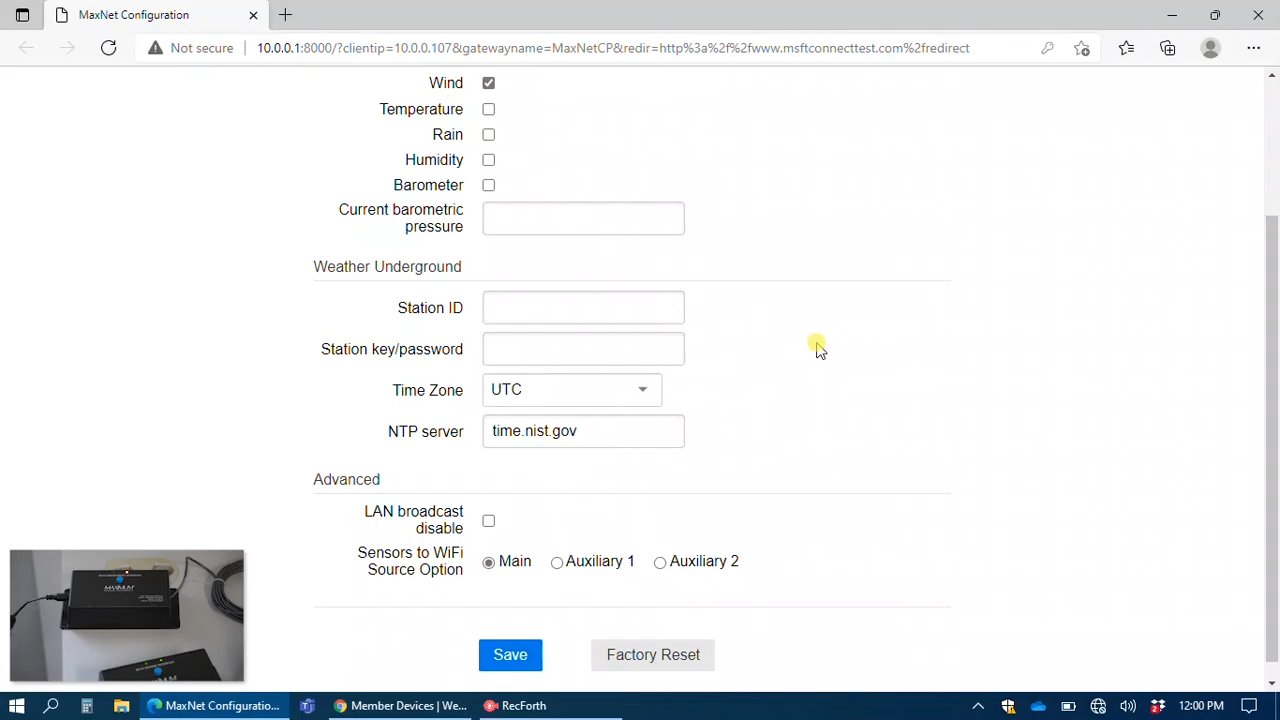 MaxNet Configuration
Not secure
10.0.0.1:8000/?clientip=10.0.0.107&gatewayname=MaxNetCP&redir=http%3a%2f%2fwww.msftconnecttest.com%2fredirect
Wind
Temperature
Rain
Humidity
Barometer
Current barometric
pressure
Weather Underground
Station ID
Station key/password
Time Zone
UTC
NTP server
time.nist.gov
Advanced
LAN broadcast
disable
Sensors to WiFi
Source Option
Main
Auxiliary 1
Auxiliary 2
MAXIMUM
Save
Factory Reset
MaxNet Configuratio...
Member Devices | We...
RecForth
12:00 PM